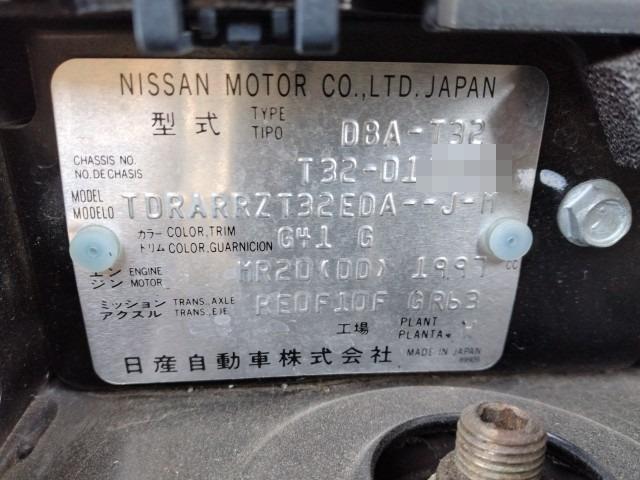 NISSAN MOTOR CO.,LTD. JAPAN
型式 TYPE TIPO DBA-T32
CHASSIS NO. NO. DE CHASIS T32-01
MODEL MODELO TDRARRZT32EDA--J-M
カラー COLOR, TRIM G41 G
トリム COLOR, GUARNICION
エンジン ENGINE MOTOR MR20(DD) 1997 cc
ミッション TRANS., AXLE RE0F10F GR63
アクスル TRANS., EJE
工場 PLANT PLANTA
日産自動車株式会社 MADE IN JAPAN